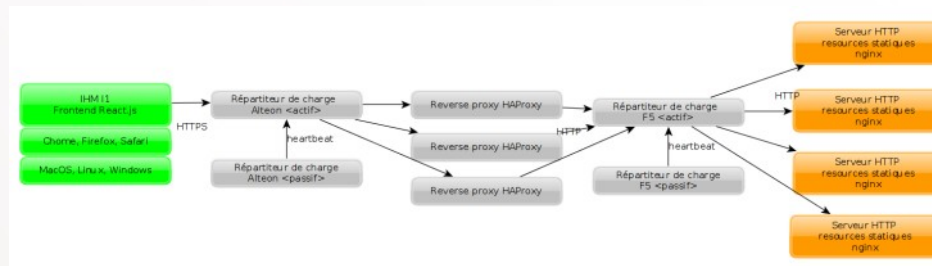 IHM I1
Frontend React.js
Chome, Firefox, Safari
MacOS, Linux, Windows
HTTPS
Répartiteur de charge
Alteon <actif>
heartbeat
Répartiteur de charge
Alteon <passif>
Reverse proxy HAProxy
Reverse proxy HAProxy
Reverse proxy HAProxy
HTTP
Répartiteur de charge
F5 <actif>
heartbeat
Répartiteur de charge
F5 <passif>
HTTP
Serveur HTTP
resources statiques
nginx
Serveur HTTP
resources statiques
nginx
Serveur HTTP
resources statiques
nginx
Serveur HTTP
resources statiques
nginx